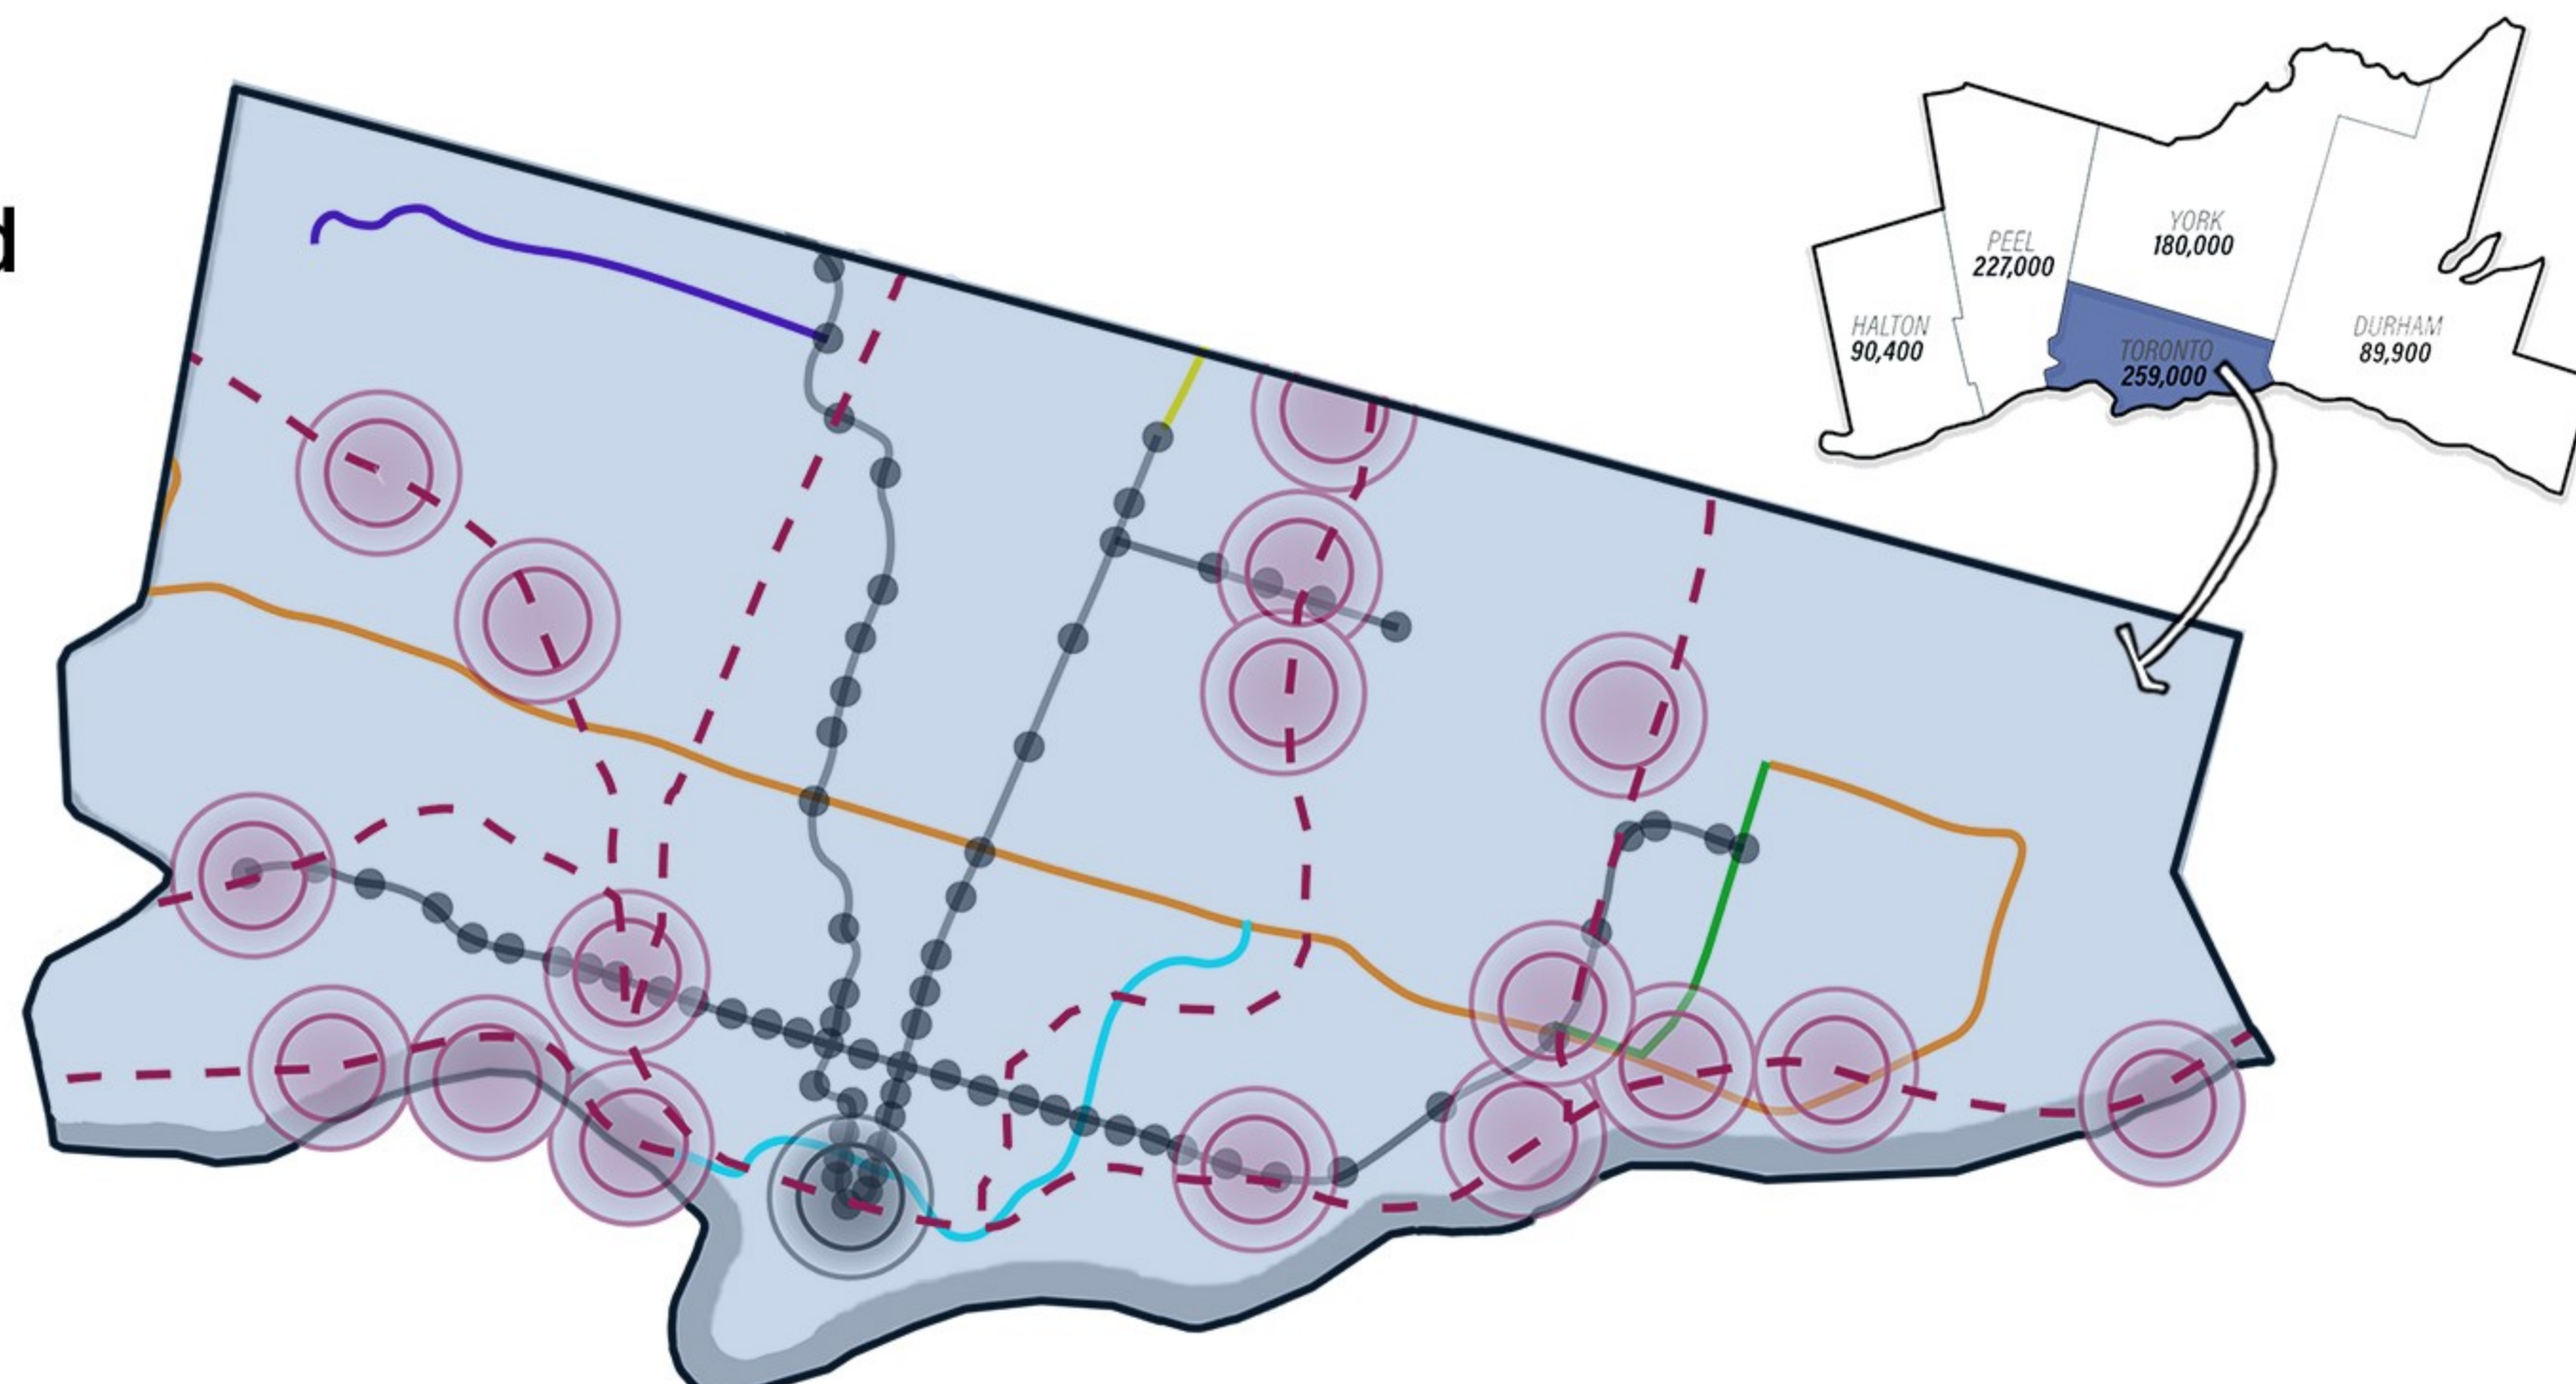 d
HALTON
90,400
PEEL
227,000
YORK
180,000
TORONTO
259,000
DURHAM
89,900